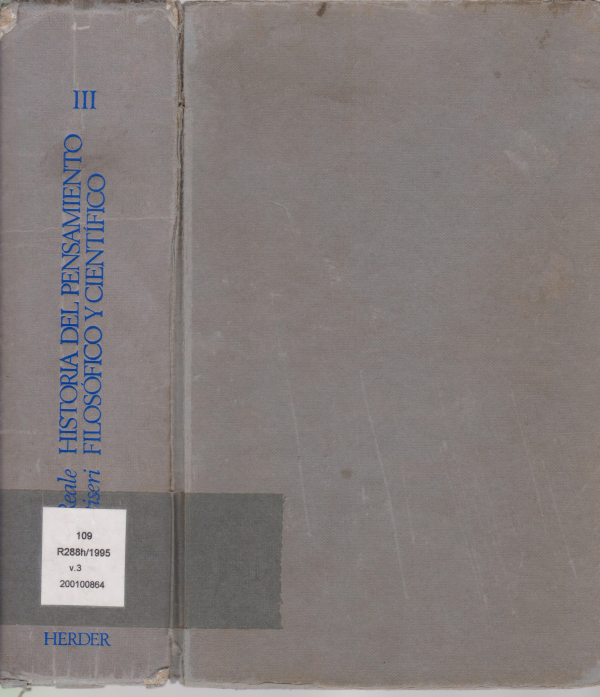 III
Reale HISTORIA DEL PENSAMIENTO
FILOSÓFICO Y CIENTÍFICO
109
R288h/1995
v.3
200100864
HERDER